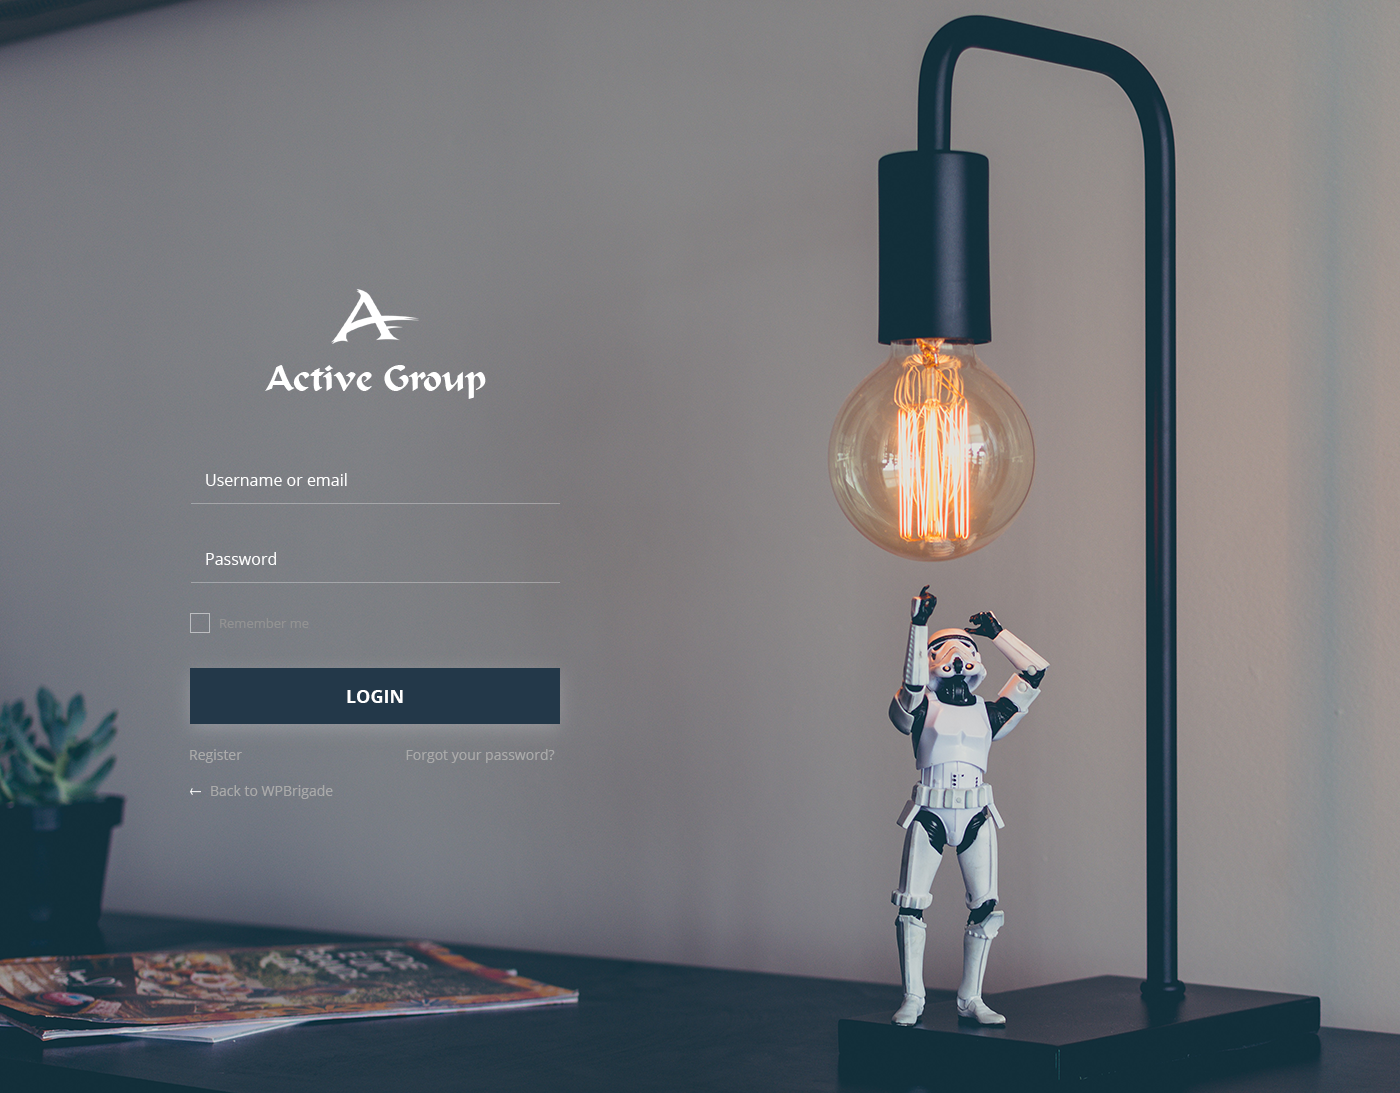 Active Group
Username or email
Password
Remember me
LOGIN
Register
Forgot your password?
← Back to WPBrigade